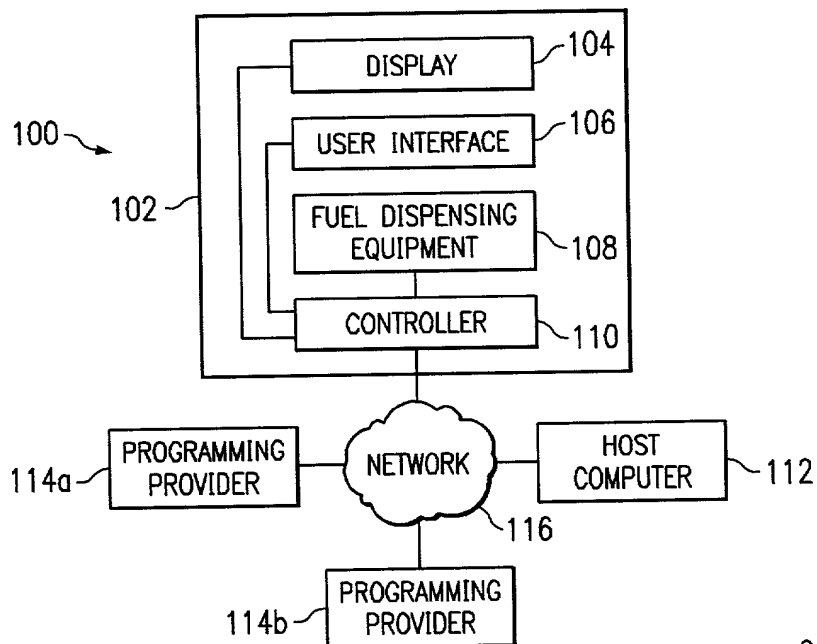 DISPLAY
104
USER INTERFACE
106
100
102
FUEL DISPENSING
EQUIPMENT
108
CONTROLLER
110
PROGRAMMING
PROVIDER
114a
NETWORK
116
HOST
COMPUTER
112
PROGRAMMING
PROVIDER
114b